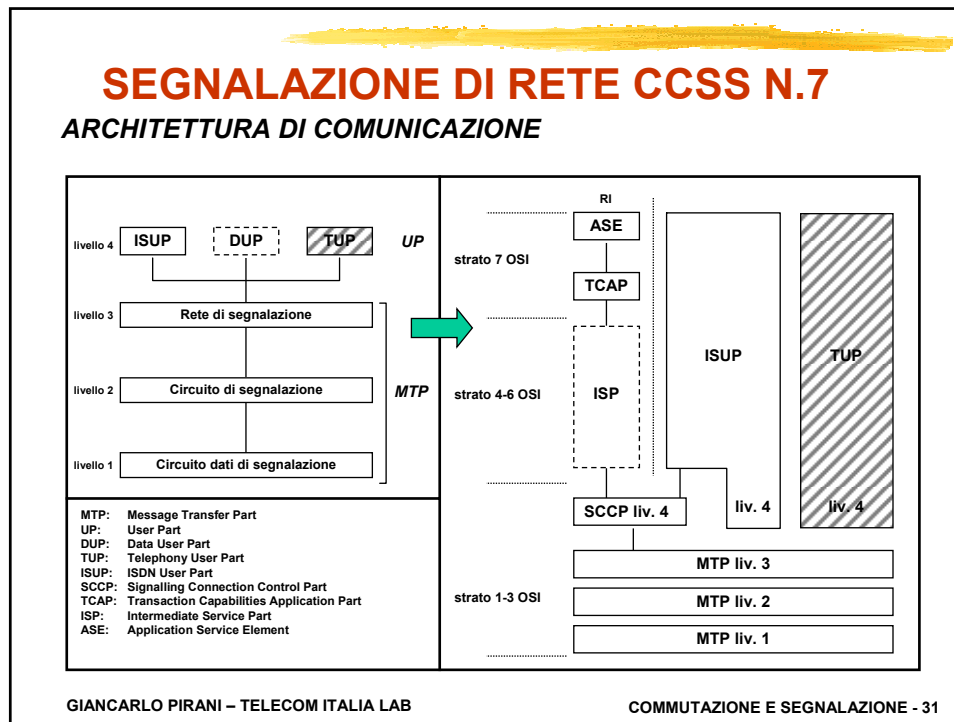 SEGNALAZIONE DI RETE CCSS N.7
ARCHITETTURA DI COMUNICAZIONE
livello 4 ISUP DUP TUP UP
livello 3 Rete di segnalazione
livello 2 Circuito di segnalazione MTP
livello 1 Circuito dati di segnalazione
MTP: Message Transfer Part
UP: User Part
DUP: Data User Part
TUP: Telephony User Part
ISUP: ISDN User Part
SCCP: Signalling Connection Control Part
TCAP: Transaction Capabilities Application Part
ISP: Intermediate Service Part
ASE: Application Service Element
RI
ASE
strato 7 OSI
TCAP
ISUP
TUP
strato 4-6 OSI
ISP
SCCP liv. 4
liv. 4
liv. 4
MTP liv. 3
strato 1-3 OSI
MTP liv. 2
MTP liv. 1
GIANCARLO PIRANI – TELECOM ITALIA LAB
COMMUTAZIONE E SEGNALAZIONE - 31